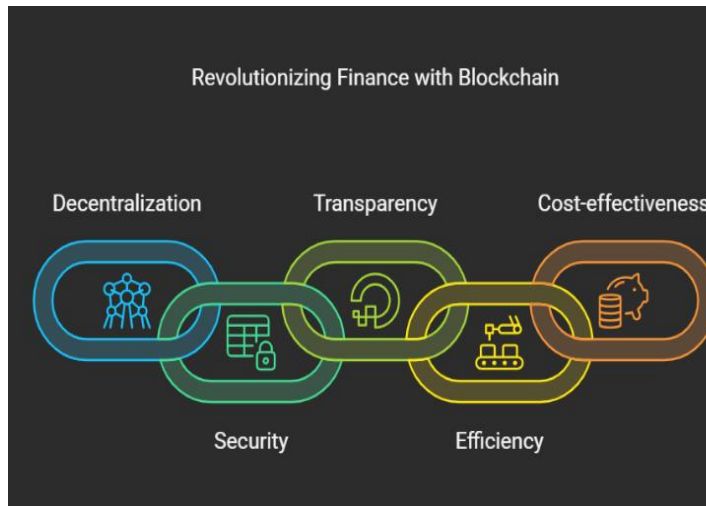 Revolutionizing Finance with Blockchain
Decentralization
Transparency
Cost-effectiveness
Security
Efficiency